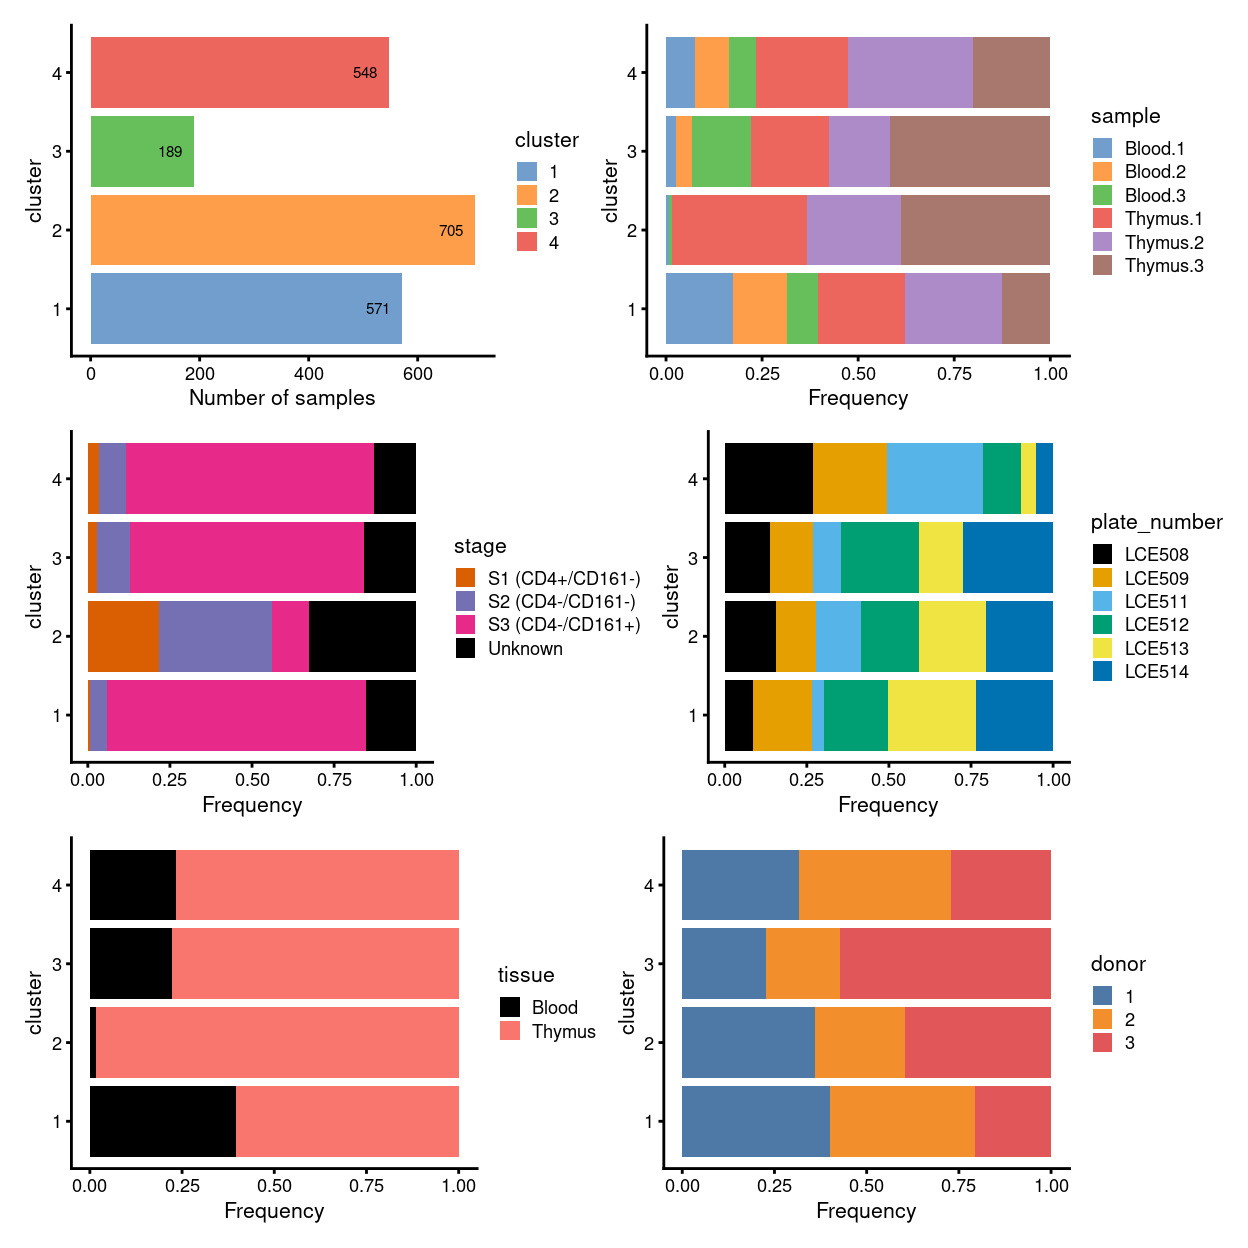 4
3
2
1
cluster
548
189
705
571
0
200
400
600
Number of samples
cluster
1
2
3
4
4
3
2
1
cluster
0.00
0.25
0.50
0.75
1.00
Frequency
sample
Blood.1
Blood.2
Blood.3
Thymus.1
Thymus.2
Thymus.3
4
3
2
1
cluster
0.00
0.25
0.50
0.75
1.00
Frequency
stage
S1 (CD4+/CD161-)
S2 (CD4-/CD161-)
S3 (CD4-/CD161+)
Unknown
4
3
2
1
cluster
0.00
0.25
0.50
0.75
1.00
Frequency
plate_number
LCE508
LCE509
LCE511
LCE512
LCE513
LCE514
4
3
2
1
cluster
0.00
0.25
0.50
0.75
1.00
Frequency
tissue
Blood
Thymus
4
3
2
1
cluster
0.00
0.25
0.50
0.75
1.00
Frequency
donor
1
2
3